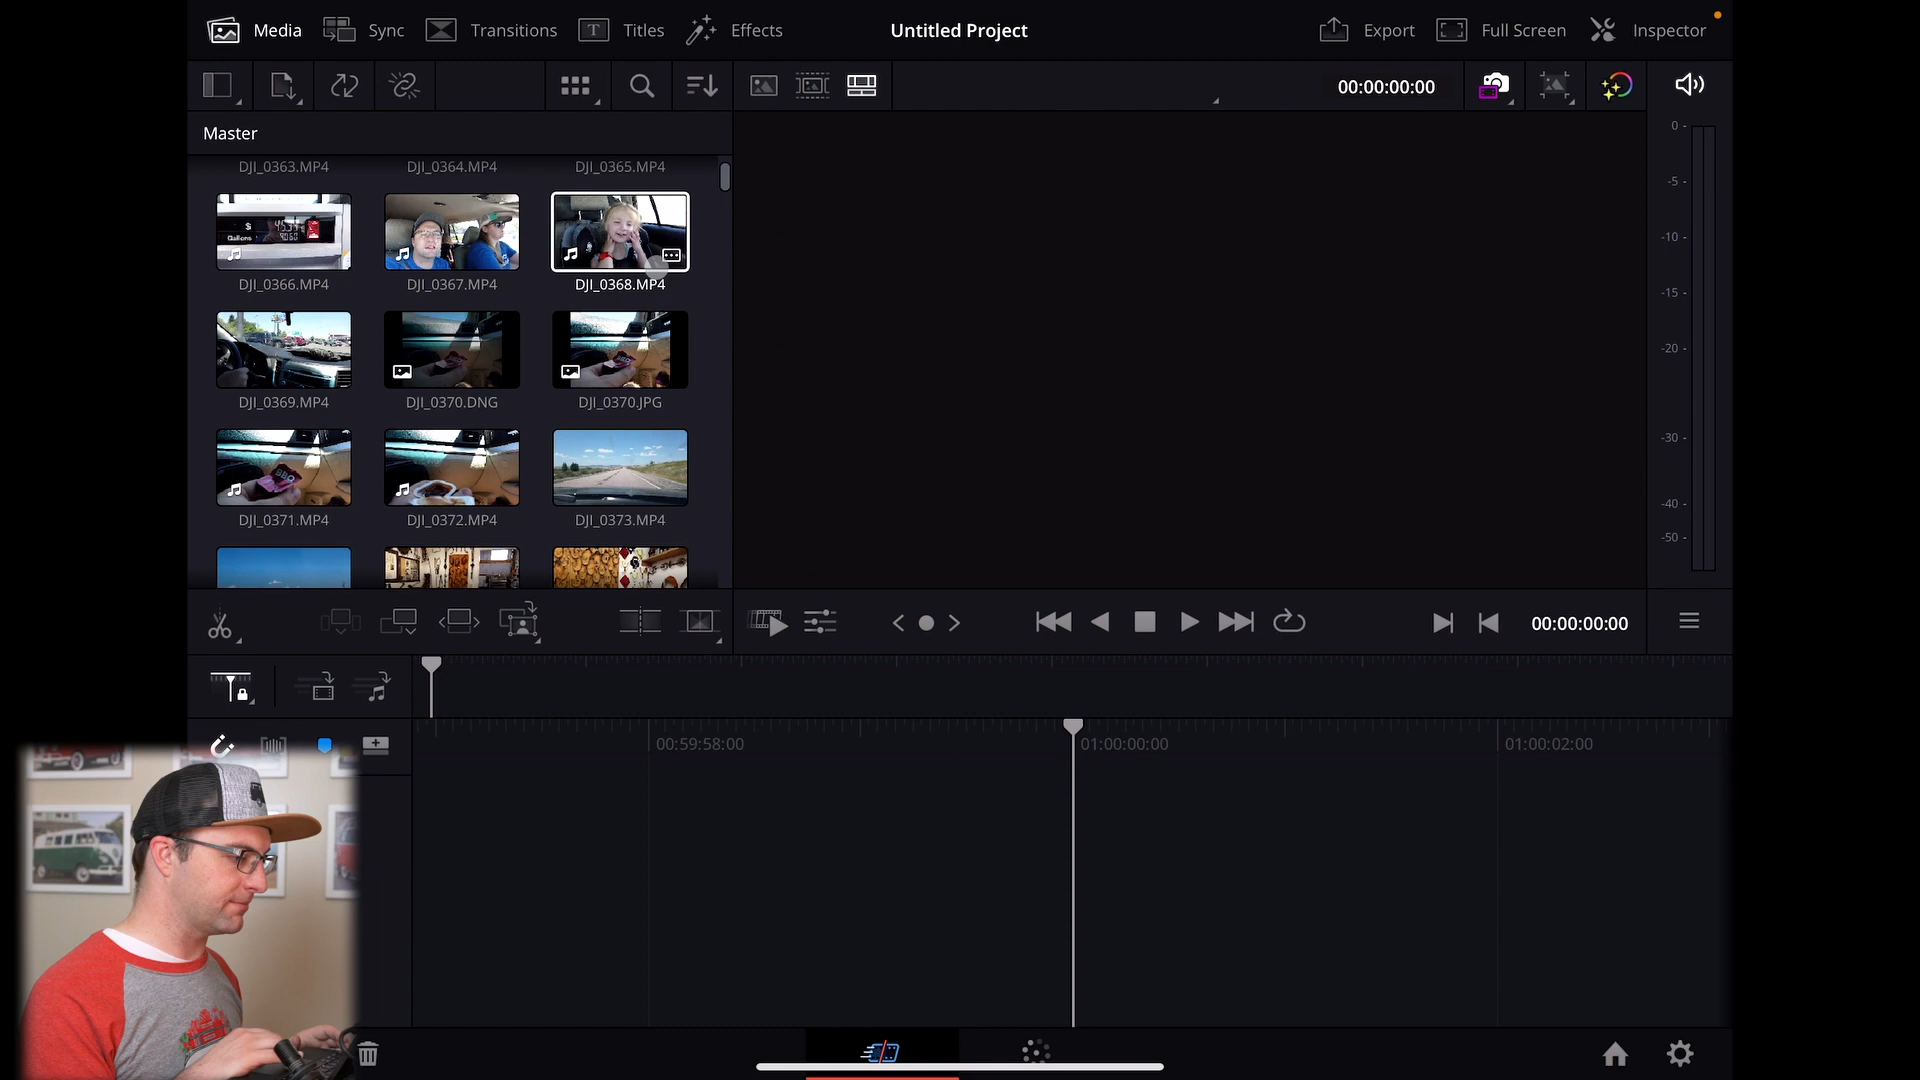 Media
Sync
Transitions
Titles
Effects
Untitled Project
Export
Full Screen
Inspector
00:00:00:00
Master
DJI_0363.MP4
DJI_0364.MP4
DJI_0365.MP4
$
Gallons
DJI_0366.MP4
DJI_0367.MP4
DJI_0368.MP4
DJI_0369.MP4
DJI_0370.DNG
DJI_0370.JPG
DJI_0371.MP4
DJI_0372.MP4
DJI_0373.MP4
0
-5
-10
-15
-20
-30
-40
-50
00:00:00:00
00:59:58:00
01:00:00:00
01:00:02:00